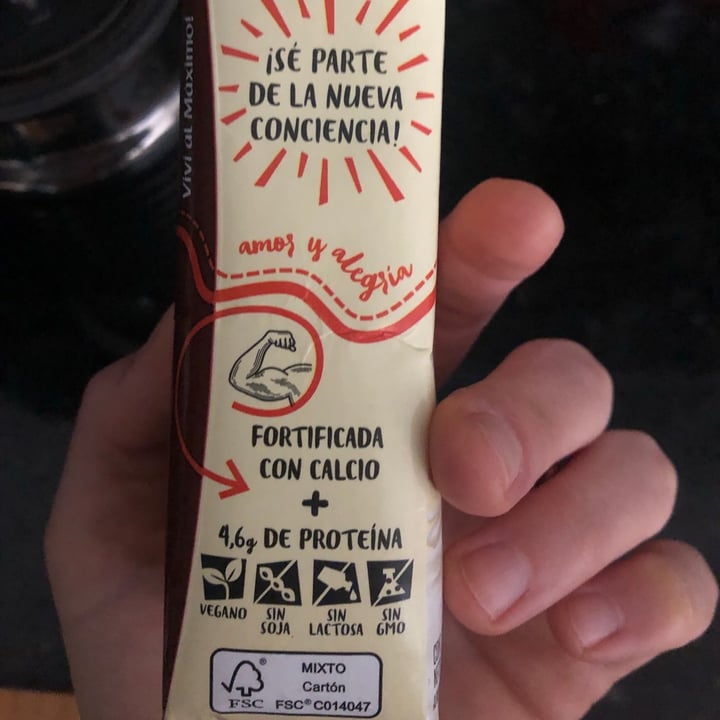 Viví al Máximo!
¡SÉ PARTE
DE LA NUEVA
CONCIENCIA!
amor y alegría
FORTIFICADA
CON CALCIO
+
4,6g DE PROTEÍNA
VEGANO
SIN
SOJA
SIN
LACTOSA
SIN
GMO
FSC®
MIXTO
Cartón
FSC® C014047